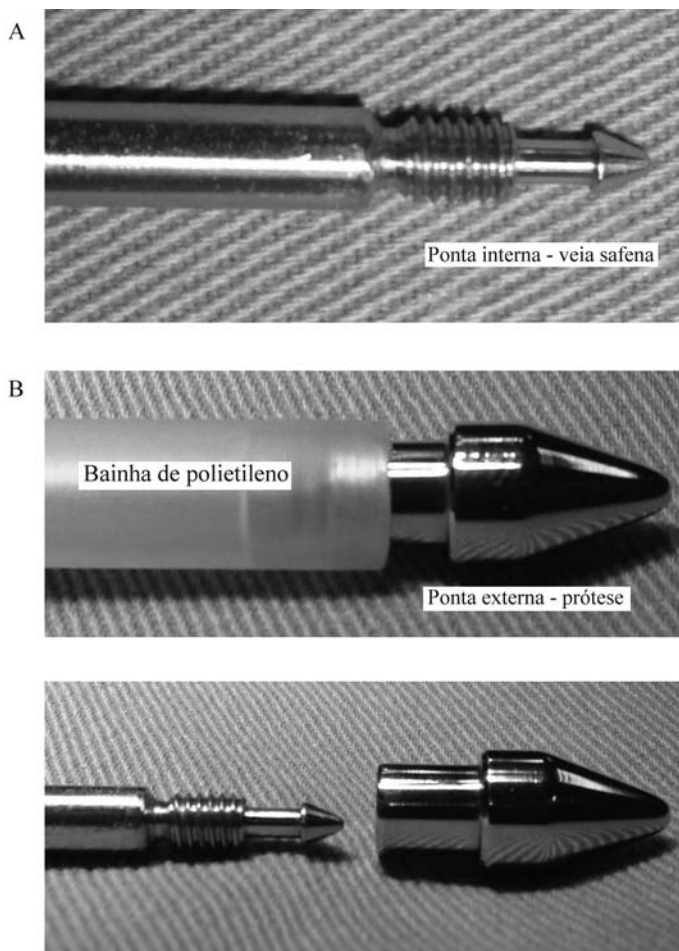 A
Ponta interna - veia safena
B
Bainha de polietileno
Ponta externa - prótese